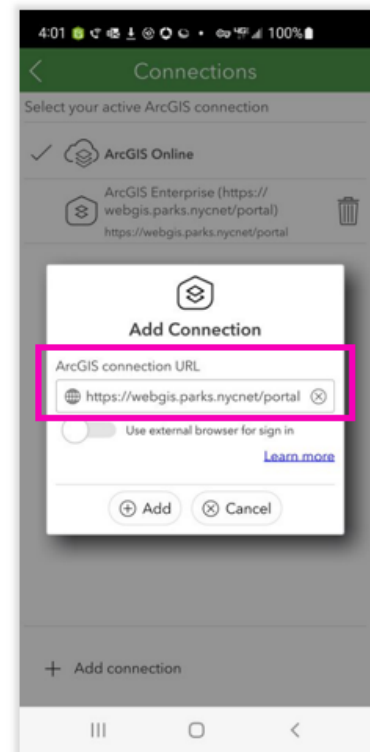 4:01
100%
Connections
Select your active ArcGIS connection
ArcGIS Online
ArcGIS Enterprise (https://
webgis.parks.nycnet/portal)
https://webgis.parks.nycnet/portal
Add Connection
ArcGIS connection URL
https://webgis.parks.nycnet/portal
Use external browser for sign in
Learn more
Add
Cancel
Add connection